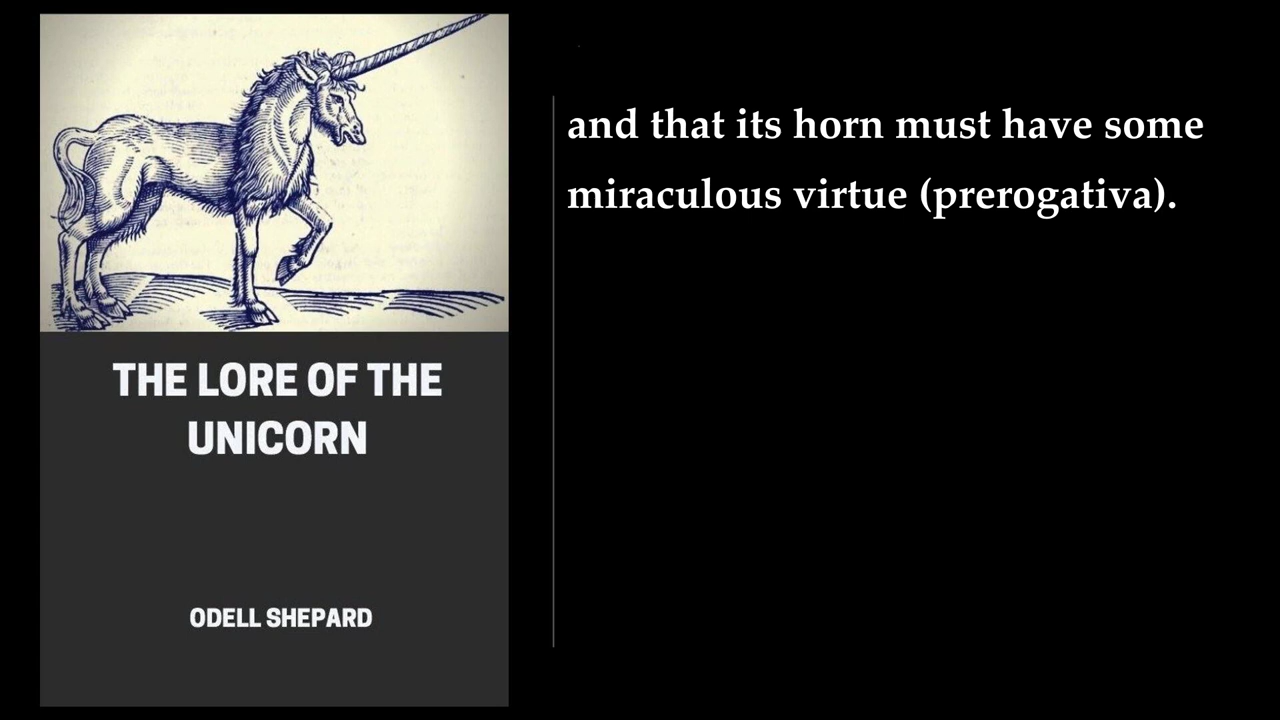 THE LORE OF THE
UNICORN
ODELL SHEPARD
and that its horn must have some
miraculous virtue (prerogativa).